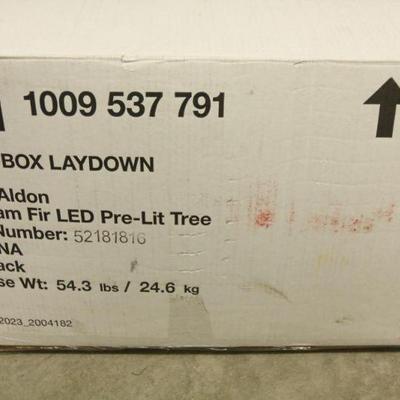 1009 537 791
BOX LAYDOWN
Aldon
am Fir LED Pre-Lit Tree
Number: 52181816
NA
ack
se Wt: 54.3 lbs / 24.6 kg
2023_2004182